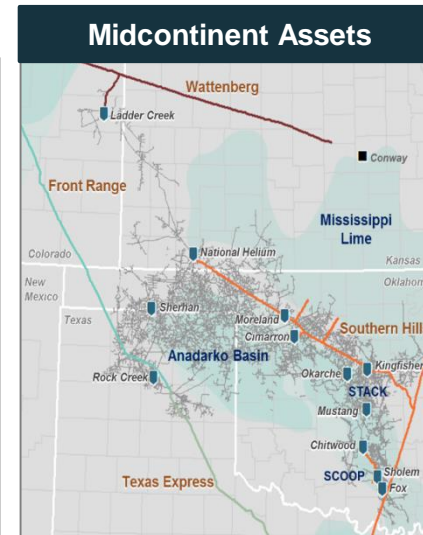 Midcontinent Assets
Wattenberg
Ladder Creek
Conway
Front Range
Mississippi
Lime
Colorado
National Helium
Kansas
New
Mexico
Oklahom
Texas
Sherhan
Moreland
Cimarron
Southern Hill
Anadarko Basin
Rock Creek
Okarche
Kingfisher
STACK
Mustang
Chitwood
SCOOP
Sholem
Fox
Texas Express